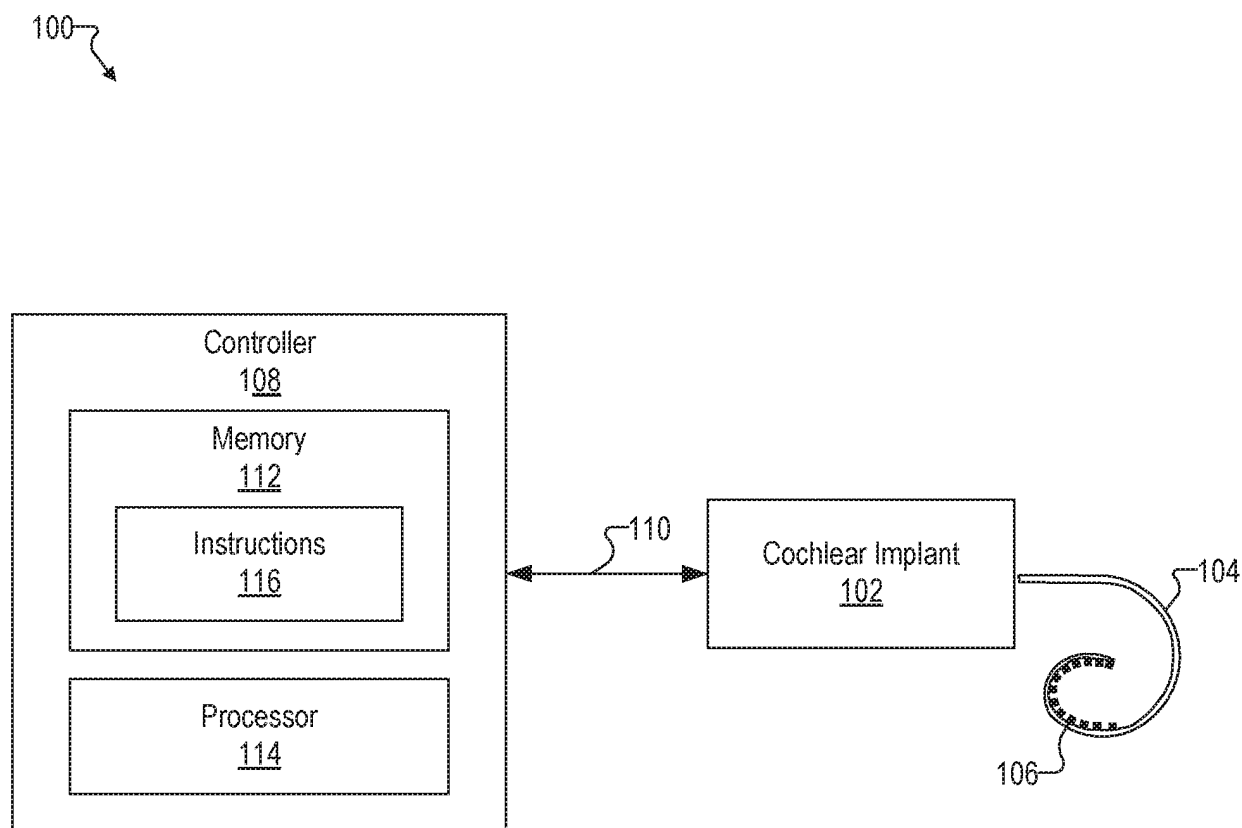 100
Controller
108
Memory
112
Instructions
116
Processor
114
110
Cochlear Implant
102
104
106